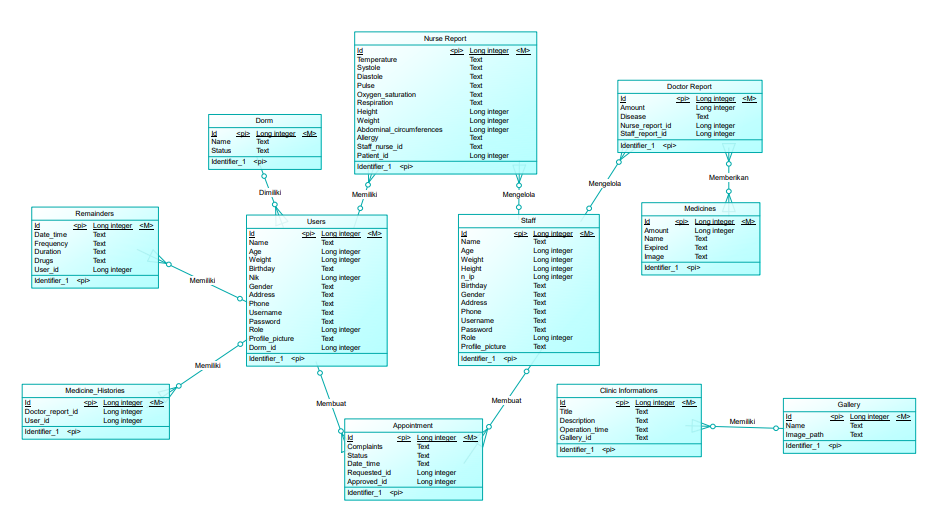 Nurse Report
Id <pi> Long integer <M>
Temperature Text
Systole Text
Diastole Text
Pulse Text
Oxygen_saturation Text
Respiration Text
Height Long integer
Weight Long integer
Abdominal_circumferences Long integer
Allergy Text
Staff_nurse_id Text
Patient_id Long integer
Identifier_1 <pi>
Doctor Report
Id <pi> Long integer <M>
Amount Long integer
Disease Text
Nurse_report_id Long integer
Staff_report_id Long integer
Identifier_1 <pi>
Dorm
Id <pi> Long integer <M>
Name Text
Status Text
Identifier_1 <pi>
Dimiliki
Memiliki
Mengelola
Mengelola
Memberikan
Remainders
Id <pi> Long integer <M>
Date_time Text
Frequency Text
Duration Text
Drugs Text
User_id Long integer
Identifier_1 <pi>
Memiliki
Users
Id <pi> Long integer <M>
Name Text
Age Long integer
Weight Long integer
Birthday Text
Nik Long integer
Gender Text
Address Text
Phone Text
Username Text
Password Text
Role Long integer
Profile_picture Text
Dorm_id Long integer
Identifier_1 <pi>
Staff
Id <pi> Long integer <M>
Name Text
Age Long integer
Weight Long integer
Height Long integer
n_ip Long integer
Birthday Text
Gender Text
Address Text
Phone Text
Username Text
Password Text
Role Long integer
Profile_picture Text
Identifier_1 <pi>
Medicines
Id <pi> Long integer <M>
Amount Long integer
Name Text
Expired Text
Image Text
Identifier_1 <pi>
Memiliki
Medicine_Histories
Id <pi> Long integer <M>
Doctor_report_id Long integer
User_id Long integer
Identifier_1 <pi>
Membuat
Membuat
Appointment
Id <pi> Long integer <M>
Complaints Text
Status Text
Date_time Text
Requested_id Long integer
Approved_id Long integer
Identifier_1 <pi>
Clinic Informations
Id <pi> Long integer <M>
Title Text
Description Text
Operation_time Text
Gallery_id Text
Identifier_1 <pi>
Memiliki
Gallery
Id <pi> Long integer <M>
Name Text
Image_path Text
Identifier_1 <pi>